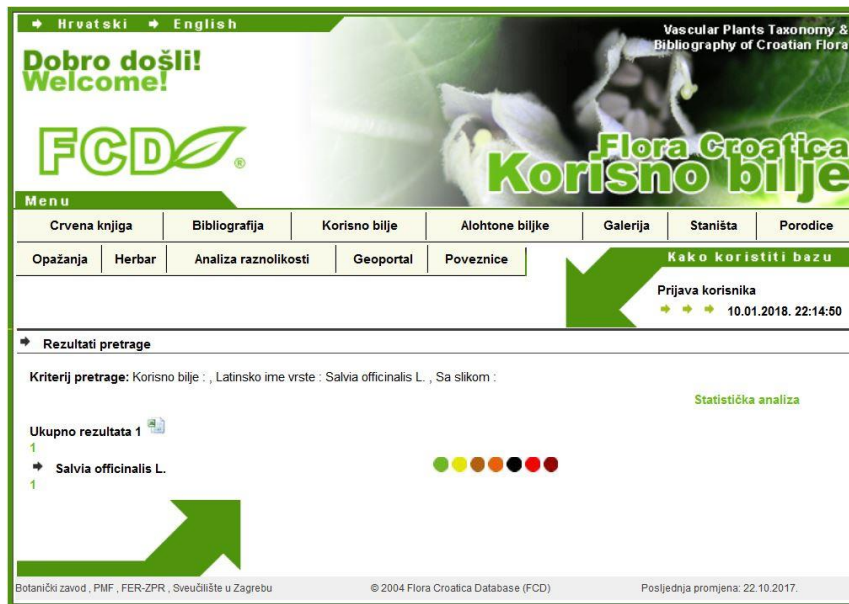 Hrvatski English
Vascular Plants Taxonomy &
Bibliography of Croatian Flora
Dobro došli!
Welcome!
FCD ®
Flora Croatica
Korisno bilje
Menu
Crvena knjiga Bibliografija Korisno bilje Alohtone biljke Galerija Staništa Porodice
Opažanja Herbar Analiza raznolikosti Geoportal Poveznice
Kako koristiti bazu
Prijava korisnika
10.01.2018. 22:14:50
Rezultati pretrage
Kriterij pretrage: Korisno bilje : , Latinsko ime vrste : Salvia officinalis L. , Sa slikom :
Statistička analiza
Ukupno rezultata 1
1
Salvia officinalis L.
1
Botanički zavod , PMF , FER-ZPR , Sveučilište u Zagrebu © 2004 Flora Croatica Database (FCD) Posljednja promjena: 22.10.2017.